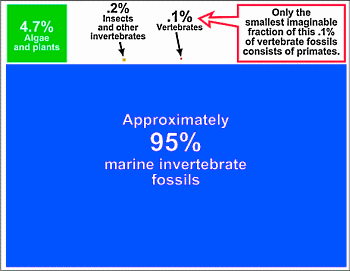 4.7%
Algae
and plants
.2%
Insects
and other
invertebrates
.1%
Vertebrates
Only the
smallest imaginable
fraction of this .1%
of vertebrate fossils
consists of primates.
Approximately
95%
marine invertebrate
fossils